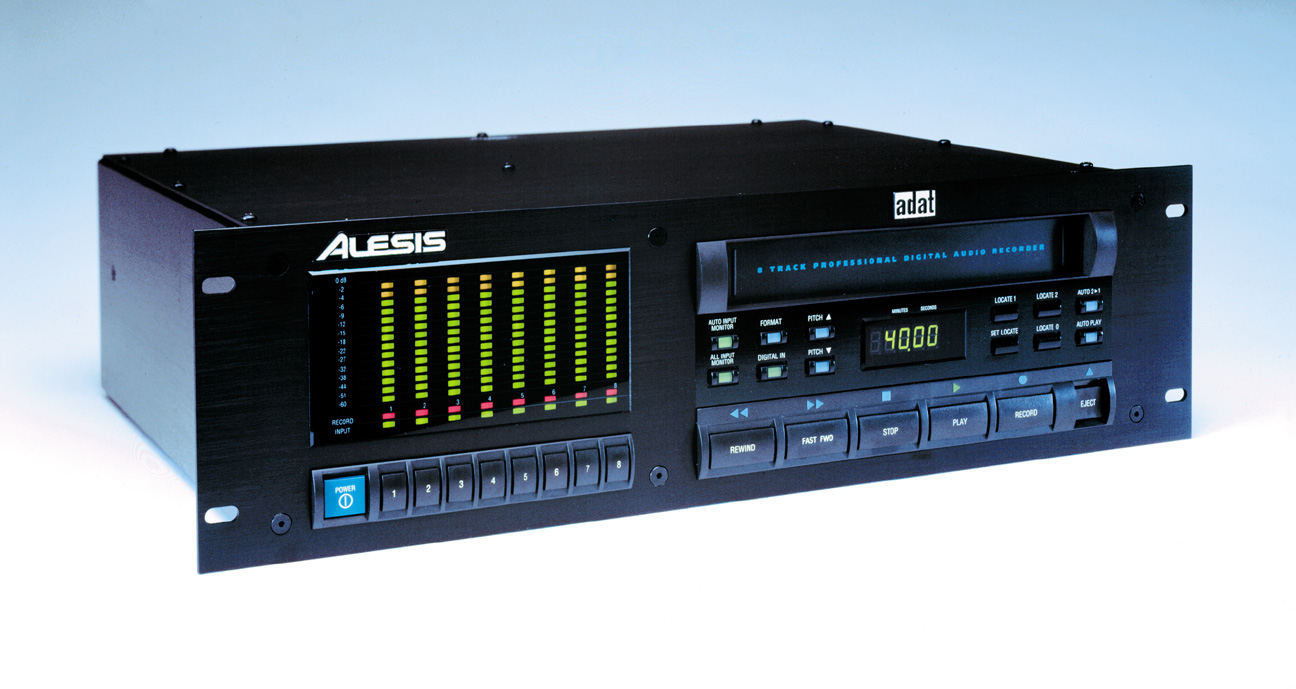 ALESIS
adat
8 TRACK PROFESSIONAL DIGITAL AUDIO RECORDER
0 dB
-2
-4
-6
-9
-12
-15
-18
-22
-27
-32
-38
-44
-51
-60
1 2 3 4 5 6 7 8
RECORD
INPUT
POWER
1 2 3 4 5 6 7 8
AUTO INPUT
MONITOR
FORMAT
PITCH ▲
MINUTES SECONDS
40.00
LOCATE 1
LOCATE 2
AUTO 2▶1
ALL INPUT
MONITOR
DIGITAL IN
PITCH ▼
SET LOCATE
LOCATE 0
AUTO PLAY
REWIND
FAST FWD
STOP
PLAY
RECORD
EJECT